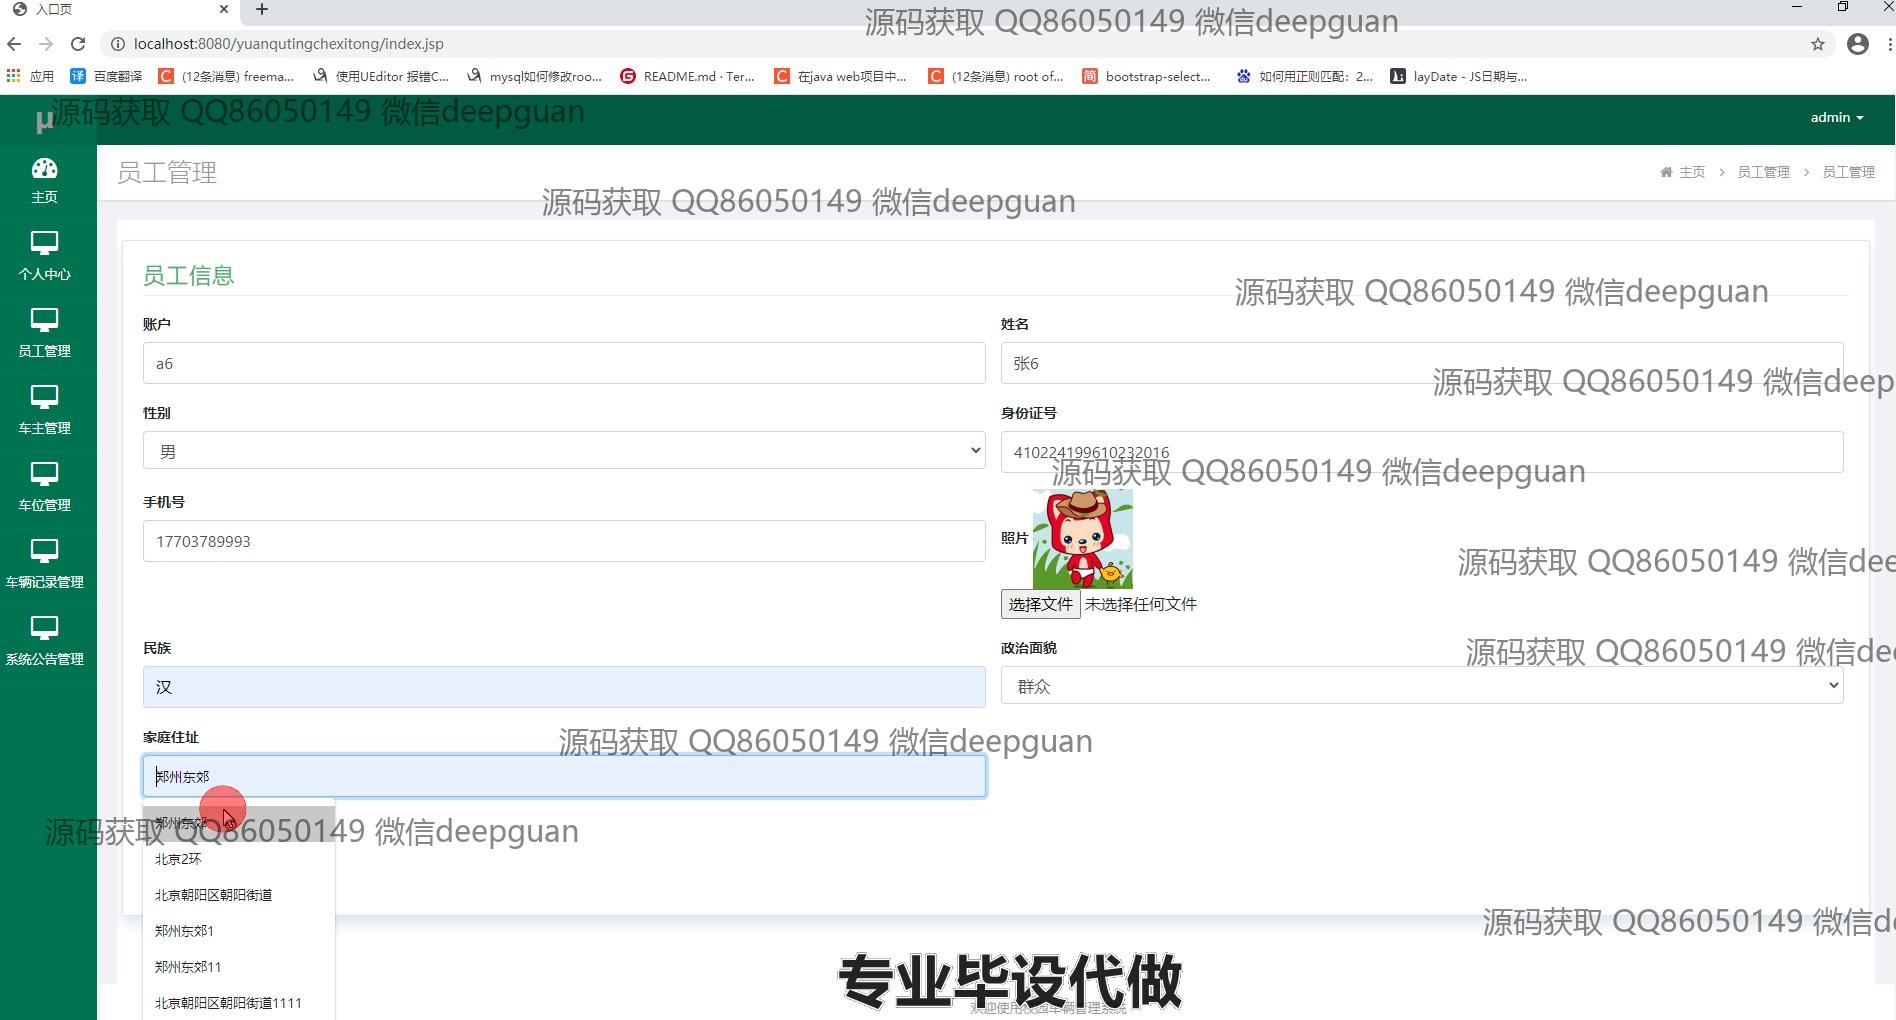 入口页
源码获取 QQ86050149 微信deepguan
localhost:8080/yuanqutingchexitong/index.jsp
应用 百度翻译 (12条消息) freema... 使用UEditor 报错C... mysql如何修改roo... README.md · Ter... 在java web项目中... (12条消息) root of... bootstrap-select... 如何用正则匹配：2... layDate - JS日期与...
μ
源码获取 QQ86050149 微信deepguan
admin
主页
个人中心
员工管理
车主管理
车位管理
车辆记录管理
系统公告管理
员工管理
主页 > 员工管理 > 员工管理
源码获取 QQ86050149 微信deepguan
员工信息
源码获取 QQ86050149 微信deepguan
账户
a6
姓名
张6
源码获取 QQ86050149 微信deep
性别
男
身份证号
410224199610232016
源码获取 QQ86050149 微信deepguan
手机号
17703789993
照片
源码获取 QQ86050149 微信dee
选择文件 未选择任何文件
民族
汉
政治面貌
群众
源码获取 QQ86050149 微信dee
家庭住址
源码获取 QQ86050149 微信deepguan
郑州东郊
郑州东郊
源码获取 QQ86050149 微信deepguan
北京2环
北京朝阳区朝阳街道
郑州东郊1
郑州东郊11
北京朝阳区朝阳街道1111
源码获取 QQ86050149 微信de
专业毕设代做
欢迎使用校园车辆管理系统